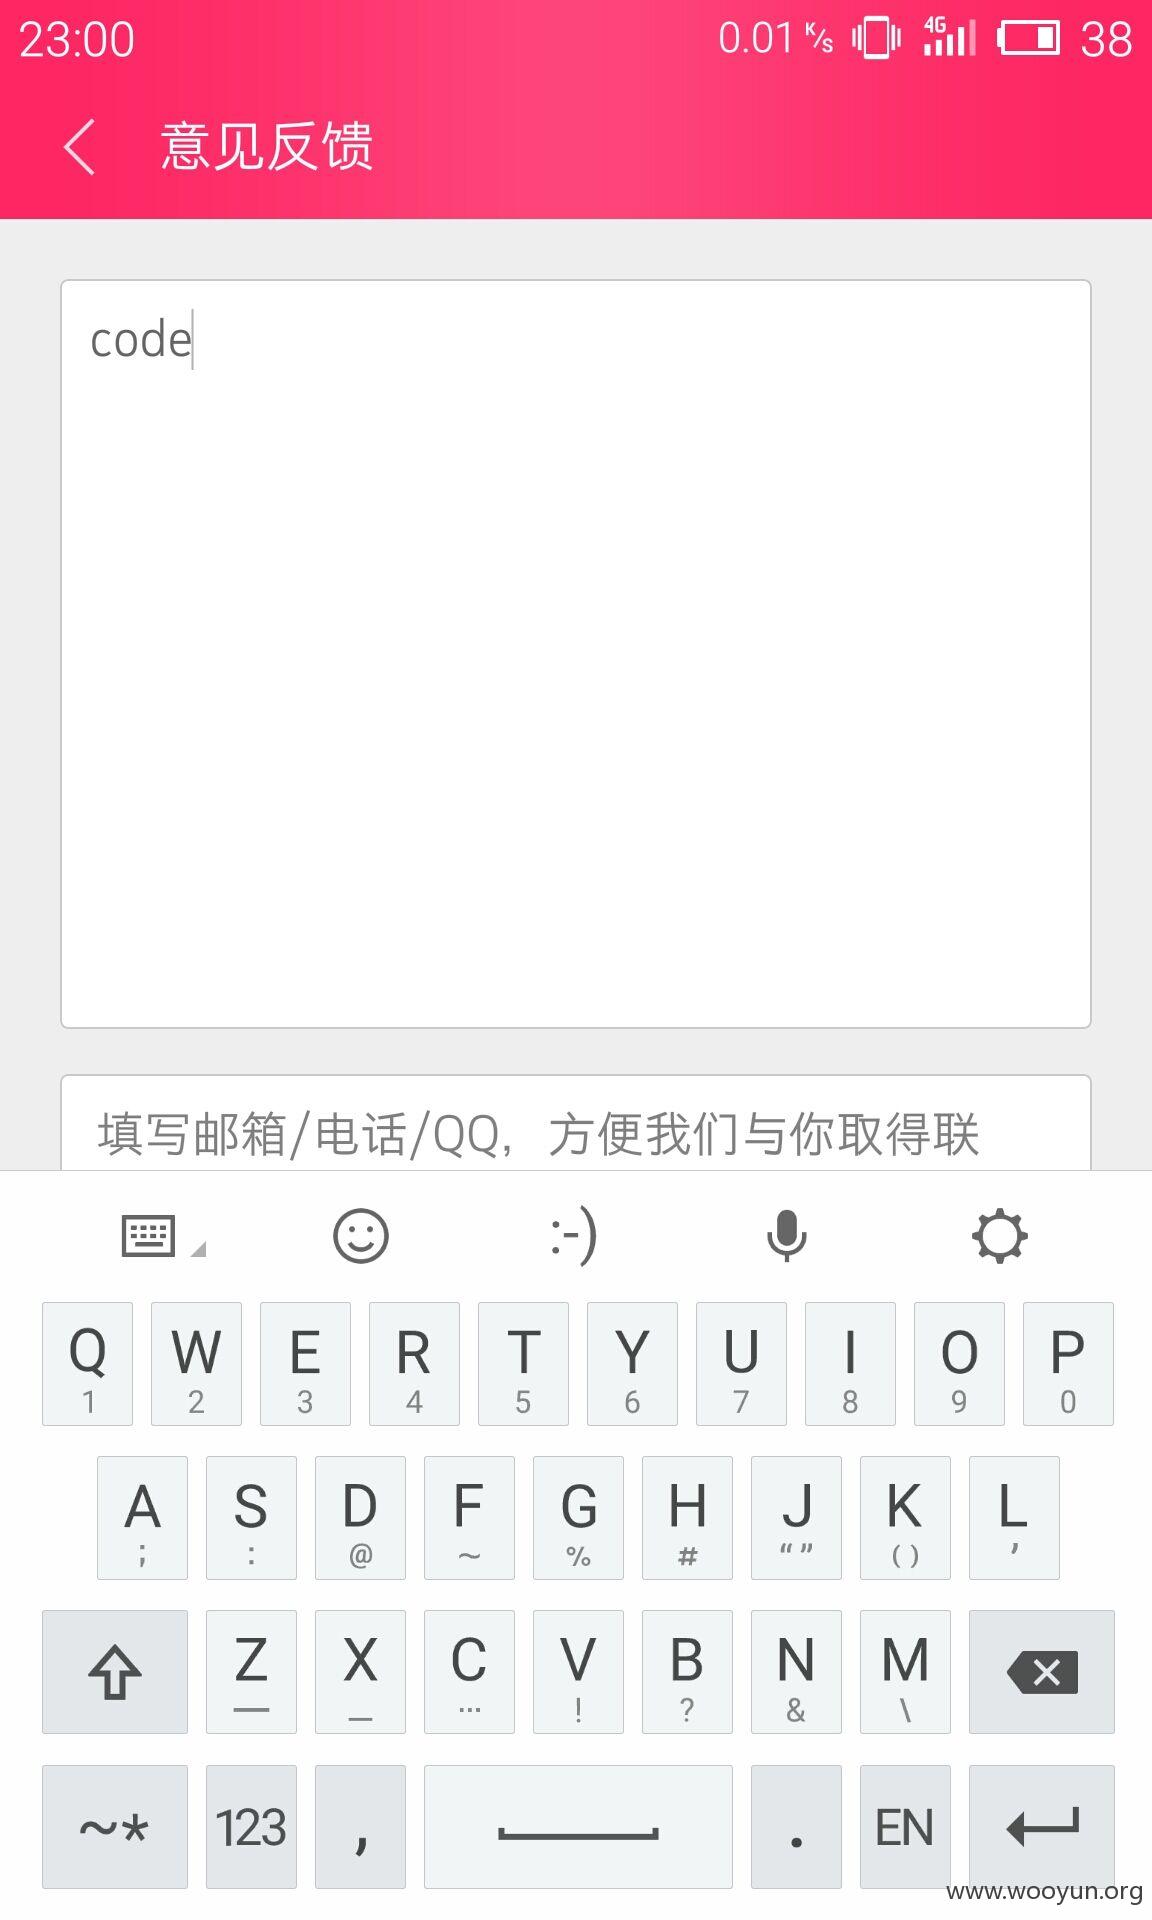 23:00
0.01 K/s
4G
38
意见反馈
code
填写邮箱/电话/QQ，方便我们与你取得联
:-)
Q W E R T Y U I O P
1 2 3 4 5 6 7 8 9 0
A S D F G H J K L
; : @ ~ % # “ ” ( ) ’
Z X C V B N M
— _ … ! ? & \
~* 123 , . EN
www.wooyun.org